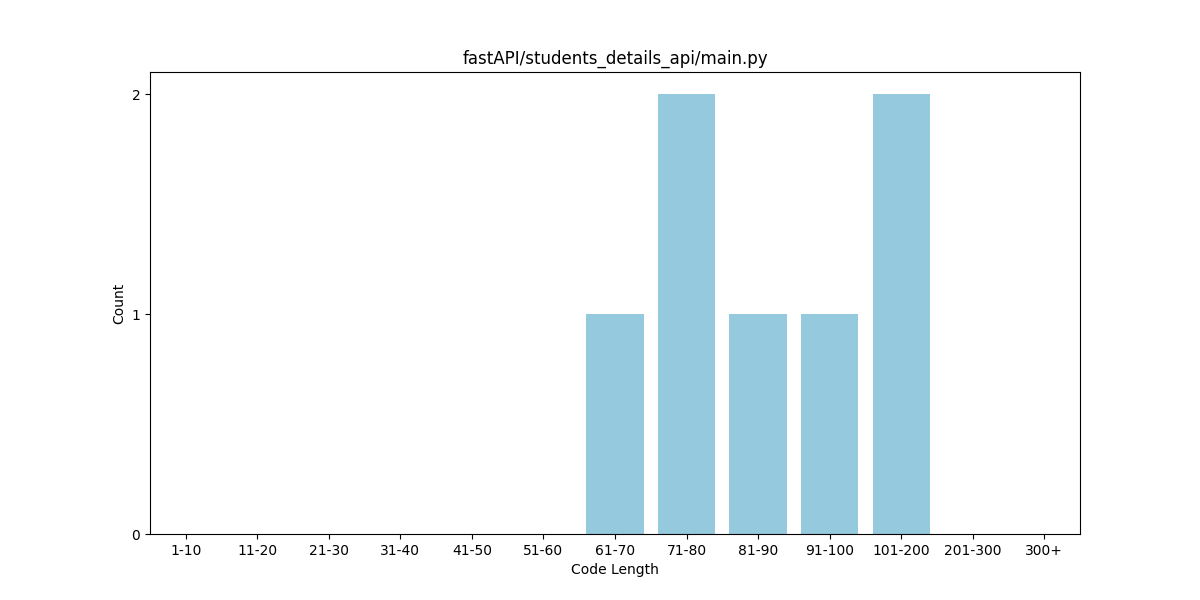 fastAPI/students_details_api/main.py
2
1
0
Count
1-10 11-20 21-30 31-40 41-50 51-60 61-70 71-80 81-90 91-100 101-200 201-300 300+
Code Length